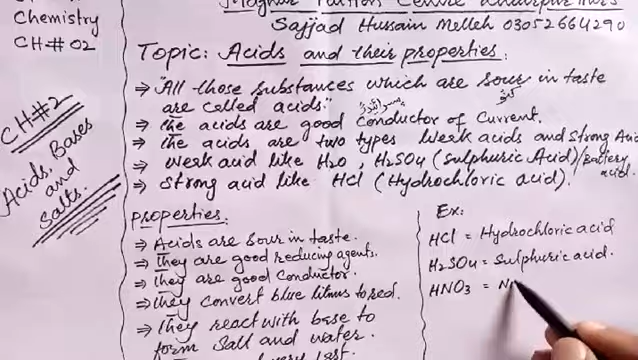 Chemistry
CH#02
Tuition Centre Khairpur Mirs
Sajjad Hussain Melleh 03052664290
Topic: Acids and their properties:
→ "All those substances which are sour in taste
are called acids."
→ the acids are good conductor of current.
→ the acids are two types weak acids and Strong Acid
→ weak acid like H2O, H2SO4 (Sulphuric Acid)/Battery acid.
→ Strong acid like HCl (Hydrochloric acid).
CH#2
Acids, Bases
and
Salts.
properties:
→ Acids are sour in taste.
→ they are good reducing agents.
→ they are good conductor.
→ they convert blue litmus to red.
→ they react with base to
form salt and water.
Ex:
HCl = Hydrochloric acid
H2SO4 = Sulphuric acid.
HNO3 = N